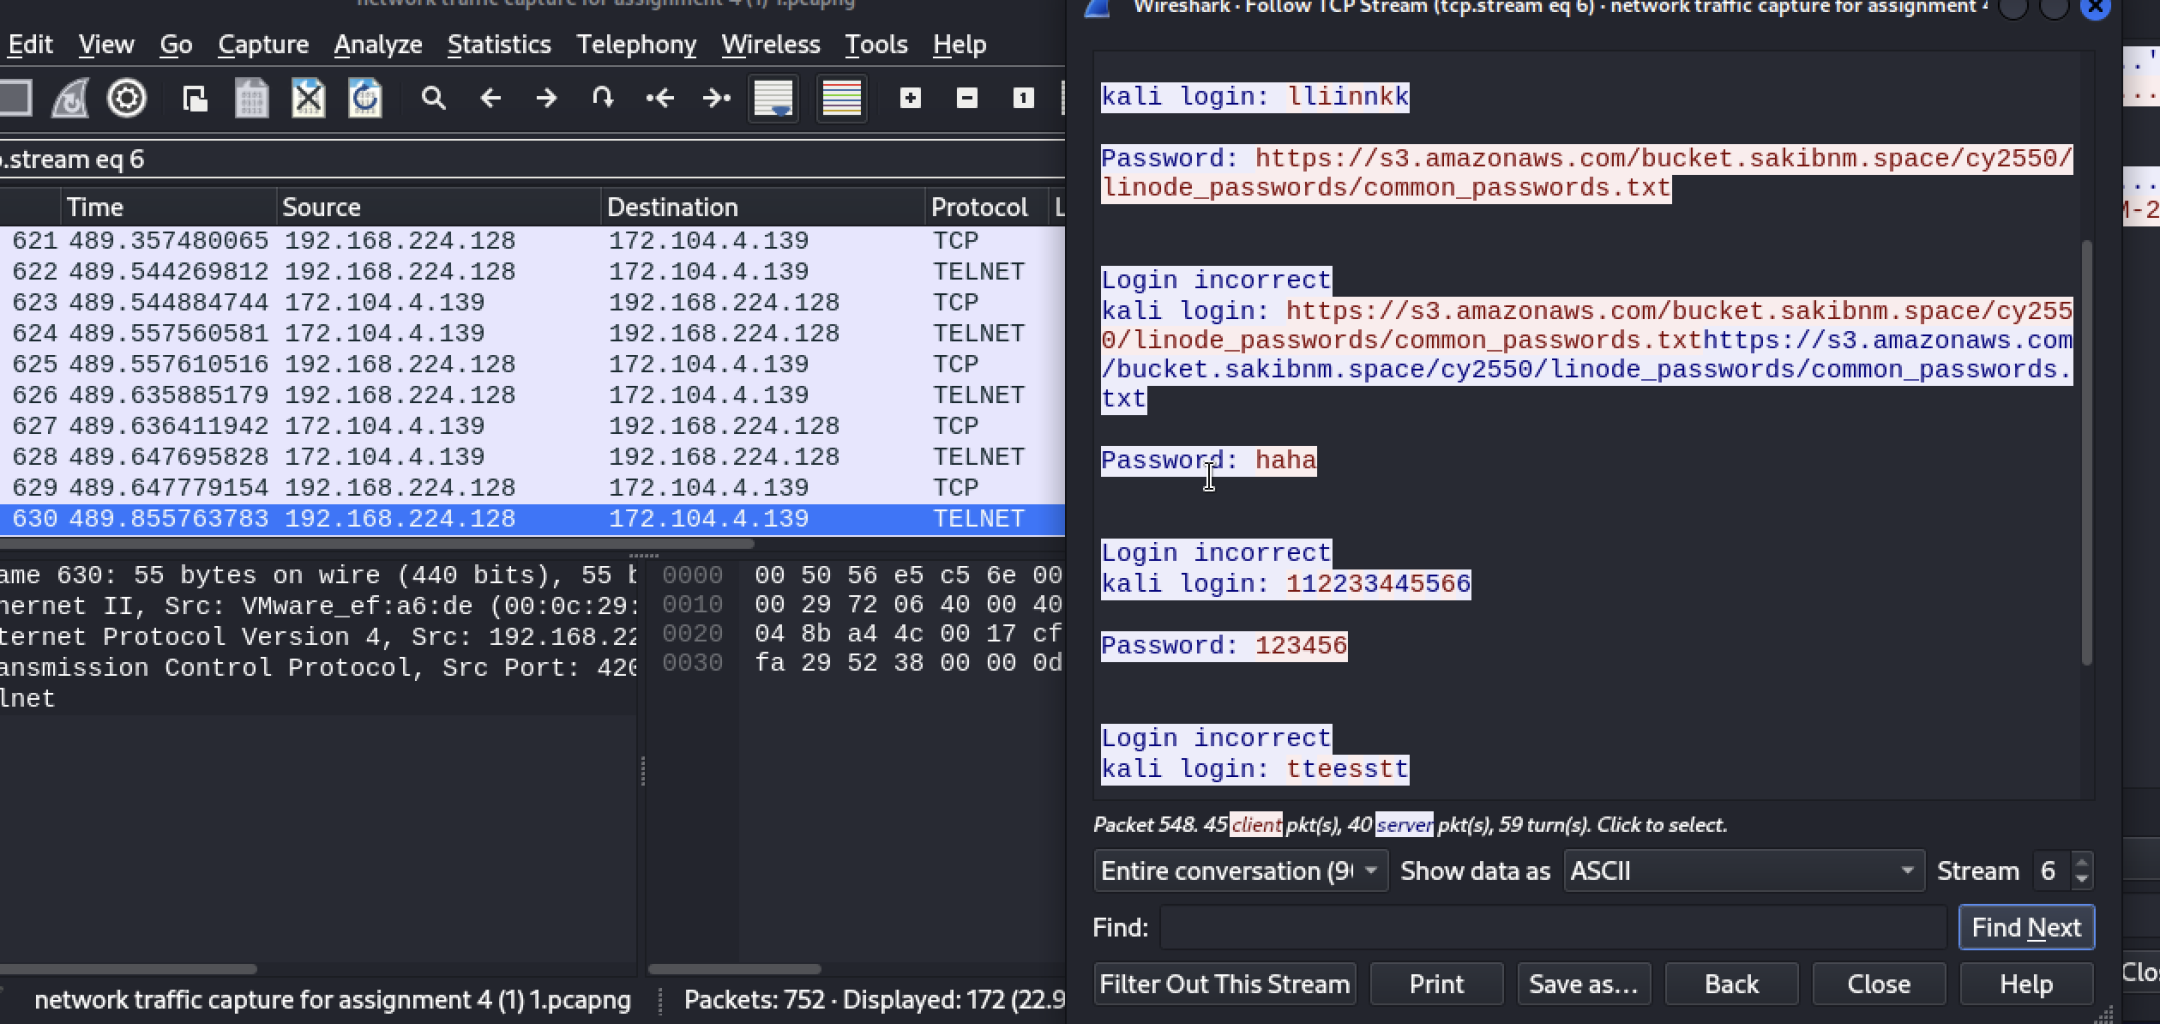 network traffic capture for assignment 4 (1) 1.pcapng
Edit View Go Capture Analyze Statistics Telephony Wireless Tools Help
.stream eq 6
Time Source Destination Protocol L
621 489.357480065 192.168.224.128 172.104.4.139 TCP
622 489.544269812 192.168.224.128 172.104.4.139 TELNET
623 489.544884744 172.104.4.139 192.168.224.128 TCP
624 489.557560581 172.104.4.139 192.168.224.128 TELNET
625 489.557610516 192.168.224.128 172.104.4.139 TCP
626 489.635885179 192.168.224.128 172.104.4.139 TELNET
627 489.636411942 172.104.4.139 192.168.224.128 TCP
628 489.647695828 172.104.4.139 192.168.224.128 TELNET
629 489.647779154 192.168.224.128 172.104.4.139 TCP
630 489.855763783 192.168.224.128 172.104.4.139 TELNET
ame 630: 55 bytes on wire (440 bits), 55 b
hernet II, Src: VMware_ef:a6:de (00:0c:29:
ternet Protocol Version 4, Src: 192.168.22
ansmission Control Protocol, Src Port: 420
lnet
0000 00 50 56 e5 c5 6e 00
0010 00 29 72 06 40 00 40
0020 04 8b a4 4c 00 17 cf
0030 fa 29 52 38 00 00 0d
network traffic capture for assignment 4 (1) 1.pcapng
Packets: 752 · Displayed: 172 (22.9
Wireshark · Follow TCP Stream (tcp.stream eq 6) · network traffic capture for assignment 4
kali login: lliinnkk
Password: https://s3.amazonaws.com/bucket.sakibnm.space/cy2550/
linode_passwords/common_passwords.txt
Login incorrect
kali login: https://s3.amazonaws.com/bucket.sakibnm.space/cy255
0/linode_passwords/common_passwords.txthttps://s3.amazonaws.com
/bucket.sakibnm.space/cy2550/linode_passwords/common_passwords.
txt
Password: haha
Login incorrect
kali login: 112233445566
Password: 123456
Login incorrect
kali login: tteesstt
Packet 548. 45 client pkt(s), 40 server pkt(s), 59 turn(s). Click to select.
Entire conversation (9 Show data as ASCII Stream 6
Find: Find Next
Filter Out This Stream Print Save as... Back Close Help
Clo